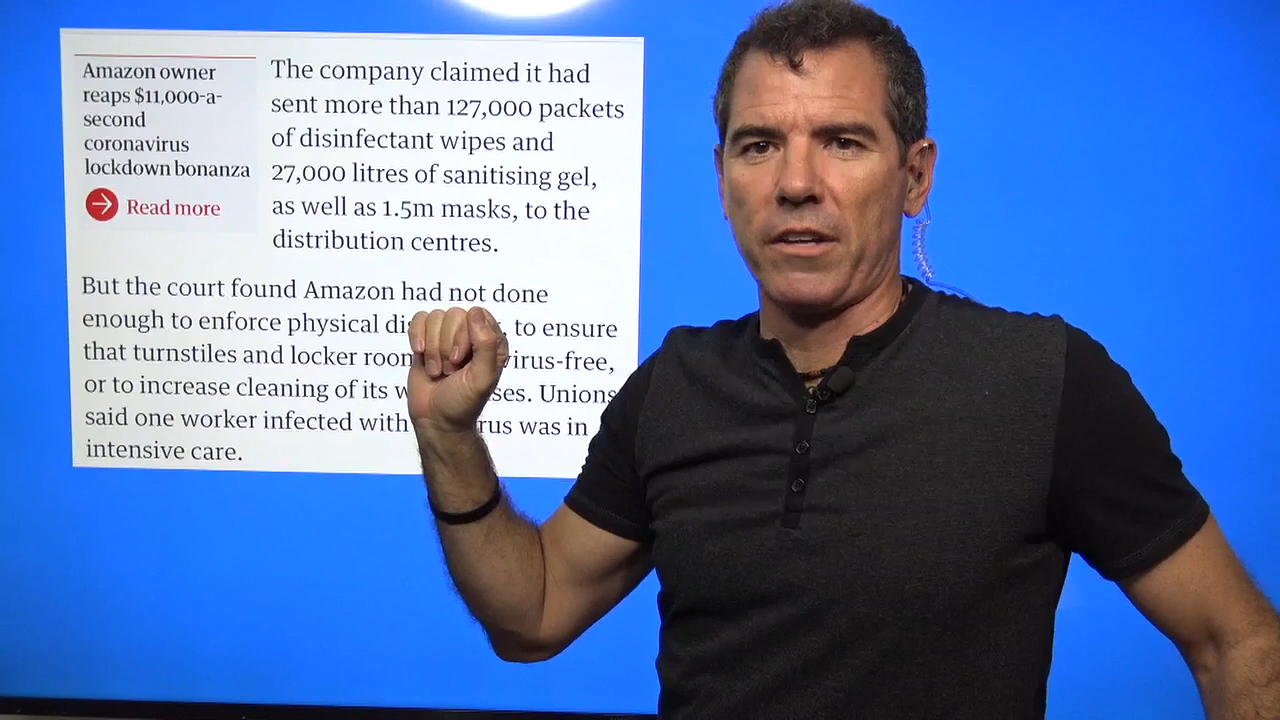 Amazon owner
reaps $11,000-a-
second
coronavirus
lockdown bonanza
Read more
The company claimed it had
sent more than 127,000 packets
of disinfectant wipes and
27,000 litres of sanitising gel,
as well as 1.5m masks, to the
distribution centres.
But the court found Amazon had not done
enough to enforce physical , to ensure
that turnstiles and locker virus-free,
or to increase cleaning of its Unions
said one worker infected with was in
intensive care.